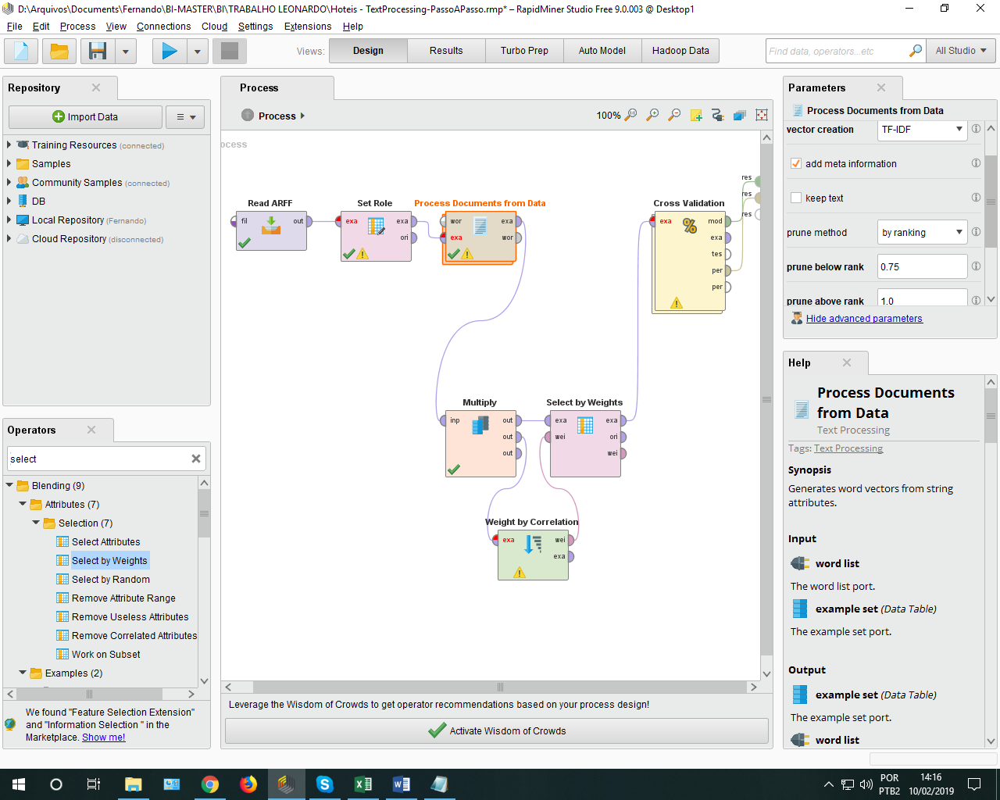 D:\Arquivos\Documents\Fernando\BI-MASTER\BI\TRABALHO LEONARDO\Hoteis - TextProcessing-PassoAPasso.rmp* – RapidMiner Studio Free 9.0.003 @ Desktop1
File Edit Process View Connections Cloud Settings Extensions Help
Views: Design Results Turbo Prep Auto Model Hadoop Data
Find data, operators...etc
All Studio
Repository
Import Data
Training Resources (connected)
Samples
Community Samples (connected)
DB
Local Repository (Fernando)
Cloud Repository (disconnected)
Operators
select
Blending (9)
Attributes (7)
Selection (7)
Select Attributes
Select by Weights
Select by Random
Remove Attribute Range
Remove Useless Attributes
Remove Correlated Attributes
Work on Subset
Examples (2)
We found "Feature Selection Extension"
and "Information Selection " in the
Marketplace. Show me!
Process
Process
100%
ocess
Read ARFF
fil out
Set Role
exa exa
ori
Process Documents from Data
wor exa
exa wor
Cross Validation
exa mod
exa
tes
per
per
res
res
res
Multiply
inp out
out
out
Select by Weights
exa exa
wei ori
wei
Weight by Correlation
exa wei
exa
Leverage the Wisdom of Crowds to get operator recommendations based on your process design!
Activate Wisdom of Crowds
Parameters
Process Documents from Data
vector creation TF-IDF
add meta information
keep text
prune method by ranking
prune below rank 0.75
prune above rank 1.0
Hide advanced parameters
Help
Process Documents
from Data
Text Processing
Tags: Text Processing
Synopsis
Generates word vectors from string
attributes.
Input
word list
The word list port.
example set (Data Table)
The example set port.
Output
example set (Data Table)
The example set port.
word list
POR
PTB2
14:16
10/02/2019